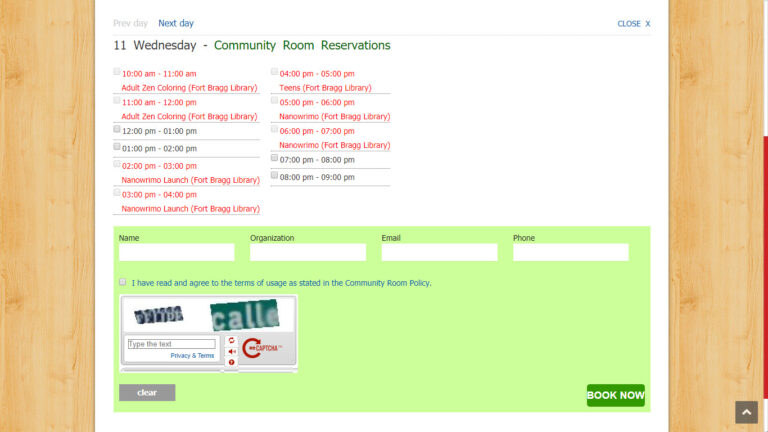 Prev day Next day
CLOSE X
11 Wednesday - Community Room Reservations
10:00 am - 11:00 am
Adult Zen Coloring (Fort Bragg Library)
11:00 am - 12:00 pm
Adult Zen Coloring (Fort Bragg Library)
12:00 pm - 01:00 pm
01:00 pm - 02:00 pm
02:00 pm - 03:00 pm
Nanowrimo Launch (Fort Bragg Library)
03:00 pm - 04:00 pm
Nanowrimo Launch (Fort Bragg Library)
04:00 pm - 05:00 pm
Teens (Fort Bragg Library)
05:00 pm - 06:00 pm
Nanowrimo (Fort Bragg Library)
06:00 pm - 07:00 pm
Nanowrimo (Fort Bragg Library)
07:00 pm - 08:00 pm
08:00 pm - 09:00 pm
Name Organization Email Phone
I have read and agree to the terms of usage as stated in the Community Room Policy.
calle
Type the text
Privacy & Terms
reCAPTCHA™
clear
BOOK NOW